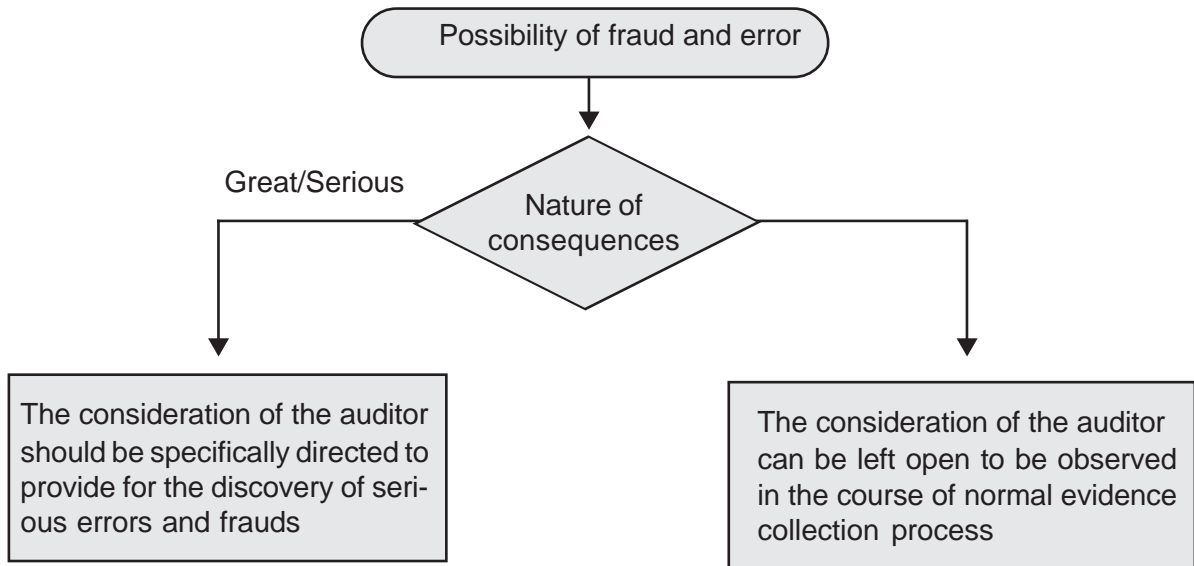 Possibility of fraud and error
Great/Serious
Nature of
consequences
The consideration of the auditor
should be specifically directed to
provide for the discovery of seri-
ous errors and frauds
The consideration of the auditor
can be left open to be observed
in the course of normal evidence
collection process